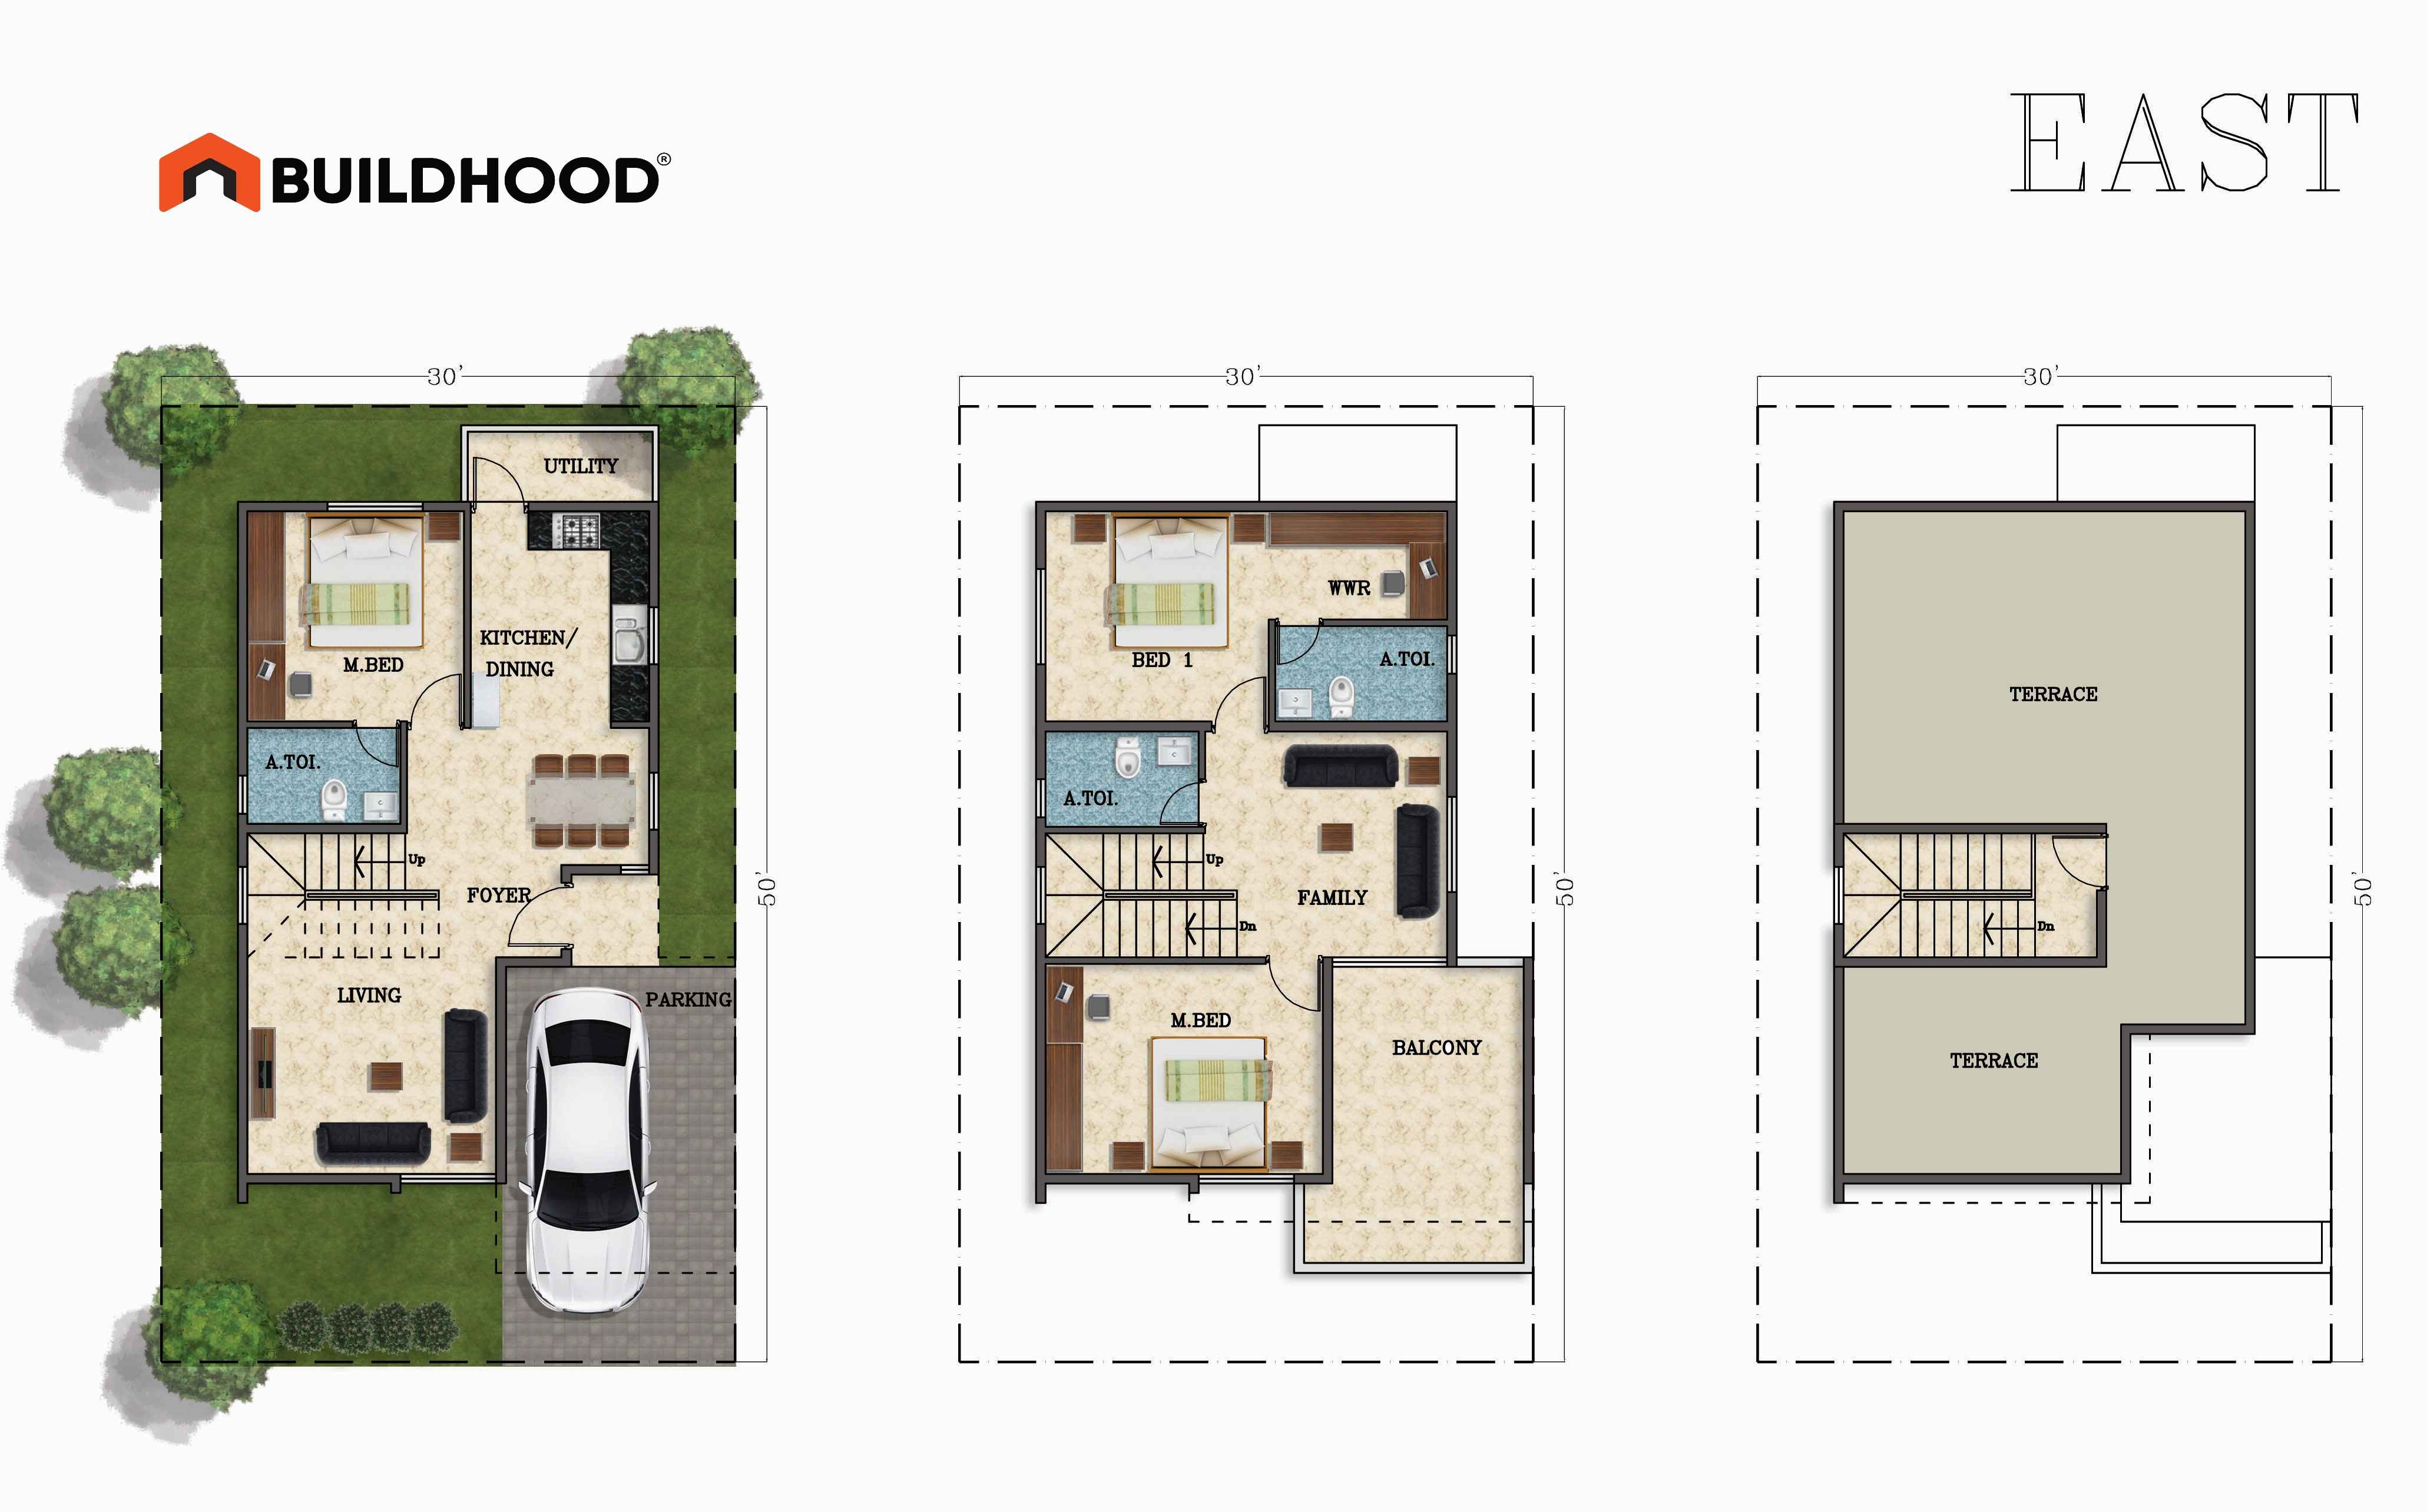 BUILDHOOD®
EAST
30'
UTILITY
KITCHEN/
DINING
M.BED
A.TOI.
Up
FOYER
LIVING
PARKING
50'
30'
WWR
BED 1
A.TOI.
A.TOI.
Up
Dn
FAMILY
M.BED
BALCONY
50'
30'
TERRACE
Dn
TERRACE
50'